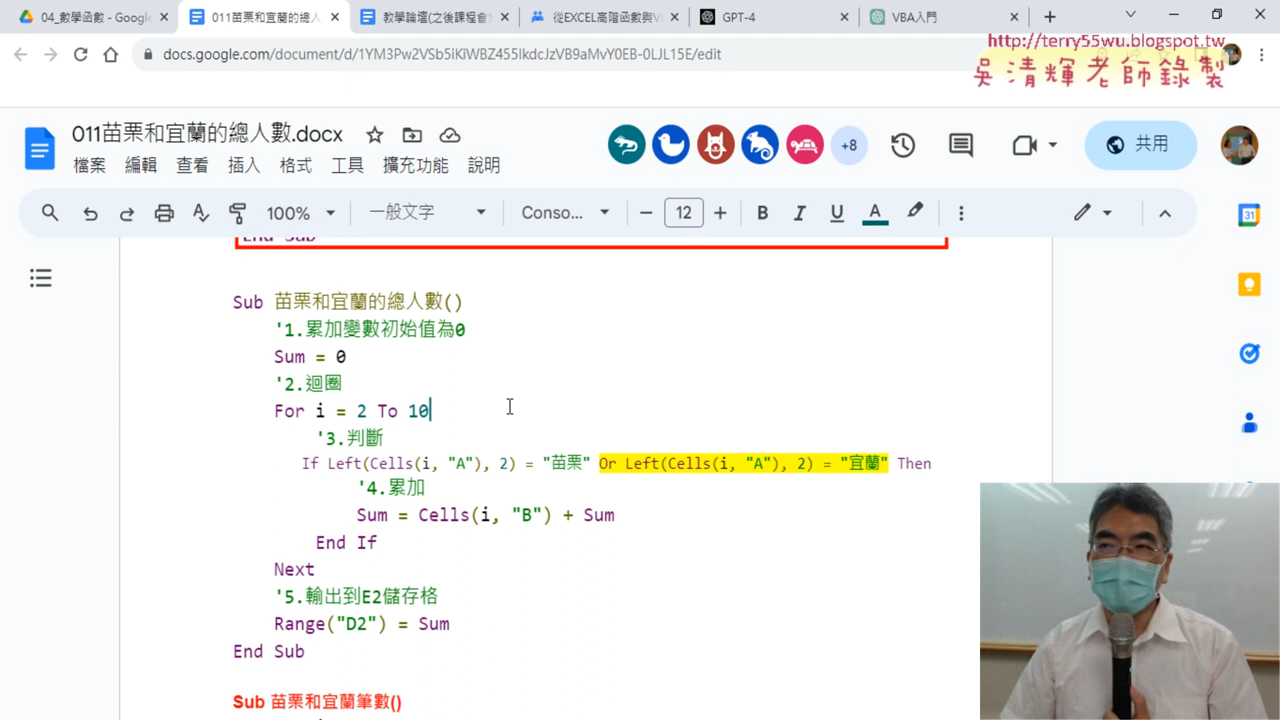 04_數學函數 - Google
011苗栗和宜蘭的總人
教學論壇(之後課程會
從EXCEL高階函數與V
GPT-4
VBA入門
docs.google.com/document/d/1YM3Pw2VSb5iKiWBZ455IkdcJzVB9aMvY0EB-0LJL15E/edit
http://terry55wu.blogspot.tw
吳清輝老師錄製
011苗栗和宜蘭的總人數.docx
+8
共用
檔案 編輯 查看 插入 格式 工具 擴充功能 說明
100% 一般文字 Conso... 12 B I U A
31
End Sub
Sub 苗栗和宜蘭的總人數()
'1.累加變數初始值為0
Sum = 0
'2.迴圈
For i = 2 To 10
'3.判斷
If Left(Cells(i, "A"), 2) = "苗栗" Or Left(Cells(i, "A"), 2) = "宜蘭" Then
'4.累加
Sum = Cells(i, "B") + Sum
End If
Next
'5.輸出到E2儲存格
Range("D2") = Sum
End Sub
Sub 苗栗和宜蘭筆數()